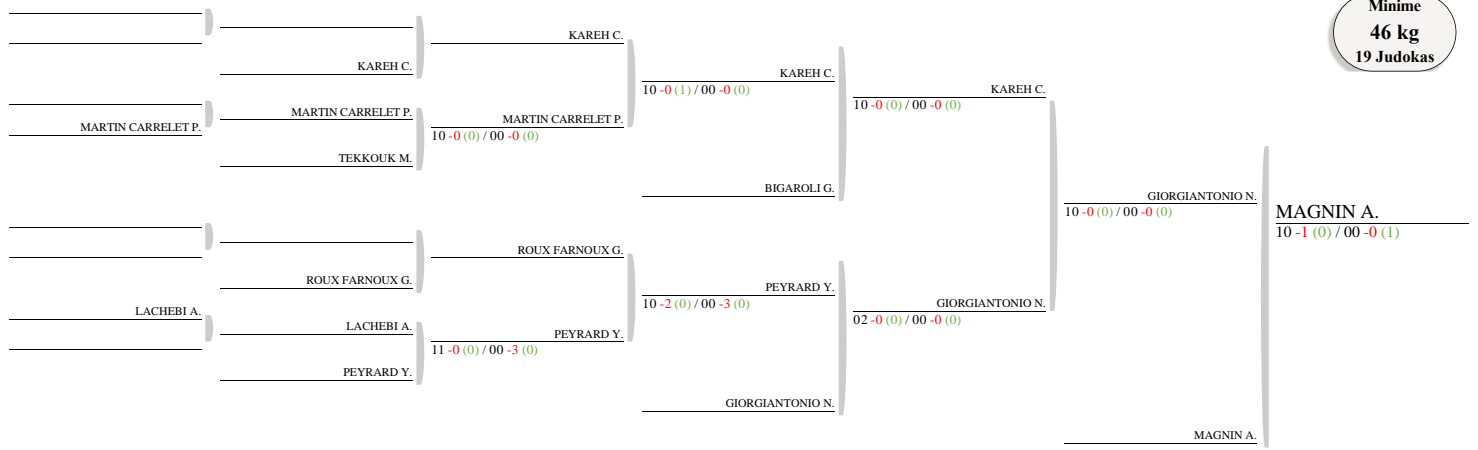 Minime
46 kg
19 Judokas
MARTIN CARRELET P.
LACHEBI A.
KAREH C.
MARTIN CARRELET P.
TEKKOUK M.
ROUX FARNOUX G.
LACHEBI A.
PEYRARD Y.
KAREH C.
MARTIN CARRELET P.
10 -0 (0) / 00 -0 (0)
ROUX FARNOUX G.
PEYRARD Y.
11 -0 (0) / 00 -3 (0)
KAREH C.
10 -0 (1) / 00 -0 (0)
BIGAROLI G.
PEYRARD Y.
10 -2 (0) / 00 -3 (0)
GIORGIANTONIO N.
KAREH C.
10 -0 (0) / 00 -0 (0)
GIORGIANTONIO N.
02 -0 (0) / 00 -0 (0)
GIORGIANTONIO N.
10 -0 (0) / 00 -0 (0)
MAGNIN A.
MAGNIN A.
10 -1 (0) / 00 -0 (1)